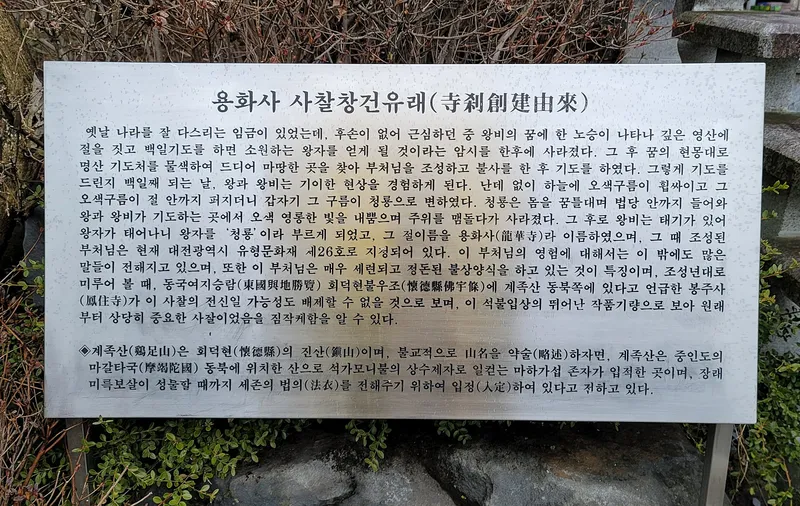 용화사 사찰창건유래(寺刹創建由來)
옛날 나라를 잘 다스리는 임금이 있었는데, 후손이 없어 근심하던 중 왕비의 꿈에 한 노승이 나타나 깊은 영산에
절을 짓고 백일기도를 하면 소원하는 왕자를 얻게 될 것이라는 암시를 한후에 사라졌다. 그 후 꿈의 현몽대로
명산 기도처를 물색하여 드디어 마땅한 곳을 찾아 부처님을 조성하고 불사를 한 후 기도를 하였다. 그렇게 기도를
드린지 백일째 되는 날, 왕과 왕비는 기이한 현상을 경험하게 된다. 난데 없이 하늘에 오색구름이 휩싸이고 그
오색구름이 절 안까지 퍼지더니 갑자기 그 구름이 청룡으로 변하였다. 청룡은 몸을 꿈틀대며 법당 안까지 들어와
왕과 왕비가 기도하는 곳에서 오색 영롱한 빛을 내뿜으며 주위를 맴돌다가 사라졌다. 그 후로 왕비는 태기가 있어
왕자가 태어나니 왕자를 '청룡'이라 부르게 되었고, 그 절이름을 용화사(龍華寺)라 이름하였으며, 그 때 조성된
부처님은 현재 대전광역시 유형문화재 제26호로 지정되어 있다. 이 부처님의 영험에 대해서는 이 밖에도 많은
말들이 전해지고 있으며, 또한 이 부처님은 매우 세련되고 정돈된 불상양식을 하고 있는 것이 특징이며, 조성년대로
미루어 볼 때, 동국여지승람(東國與地勝覽) 회덕현불우조(懷德縣佛宇條)에 계족산 동북쪽에 있다고 언급한 봉주사
(鳳住寺)가 이 사찰의 전신일 가능성도 배제할 수 없을 것으로 보며, 이 석불입상의 뛰어난 작품기량으로 보아 원래
부터 상당히 중요한 사찰이었음을 짐작케함을 알 수 있다.
◈계족산(鷄足山)은 회덕현(懷德縣)의 진산(鎭山)이며, 불교적으로 山名을 약술(略述)하자면, 계족산은 중인도의
마갈타국(摩竭陀國) 동북에 위치한 산으로 석가모니불의 상수제자로 일컫는 마하가섭 존자가 입적한 곳이며, 장래
미륵보살이 성불할 때까지 세존의 법의(法衣)를 전해주기 위하여 입정(入定)하여 있다고 전하고 있다.